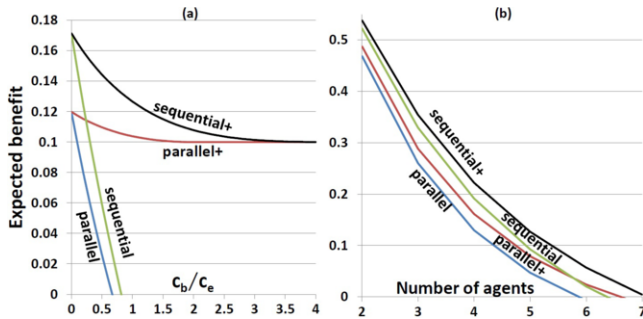 (a)
Expected benefit
0.18
0.16
0.14
0.12
0.1
0.08
0.06
0.04
0.02
0
sequential+
parallel+
sequential
parallel
c_b/c_e
0 0.5 1 1.5 2 2.5 3 3.5 4
(b)
0.5
0.4
0.3
0.2
0.1
0
sequential+
sequential
parallel
parallel+
Number of agents
2 3 4 5 6 7